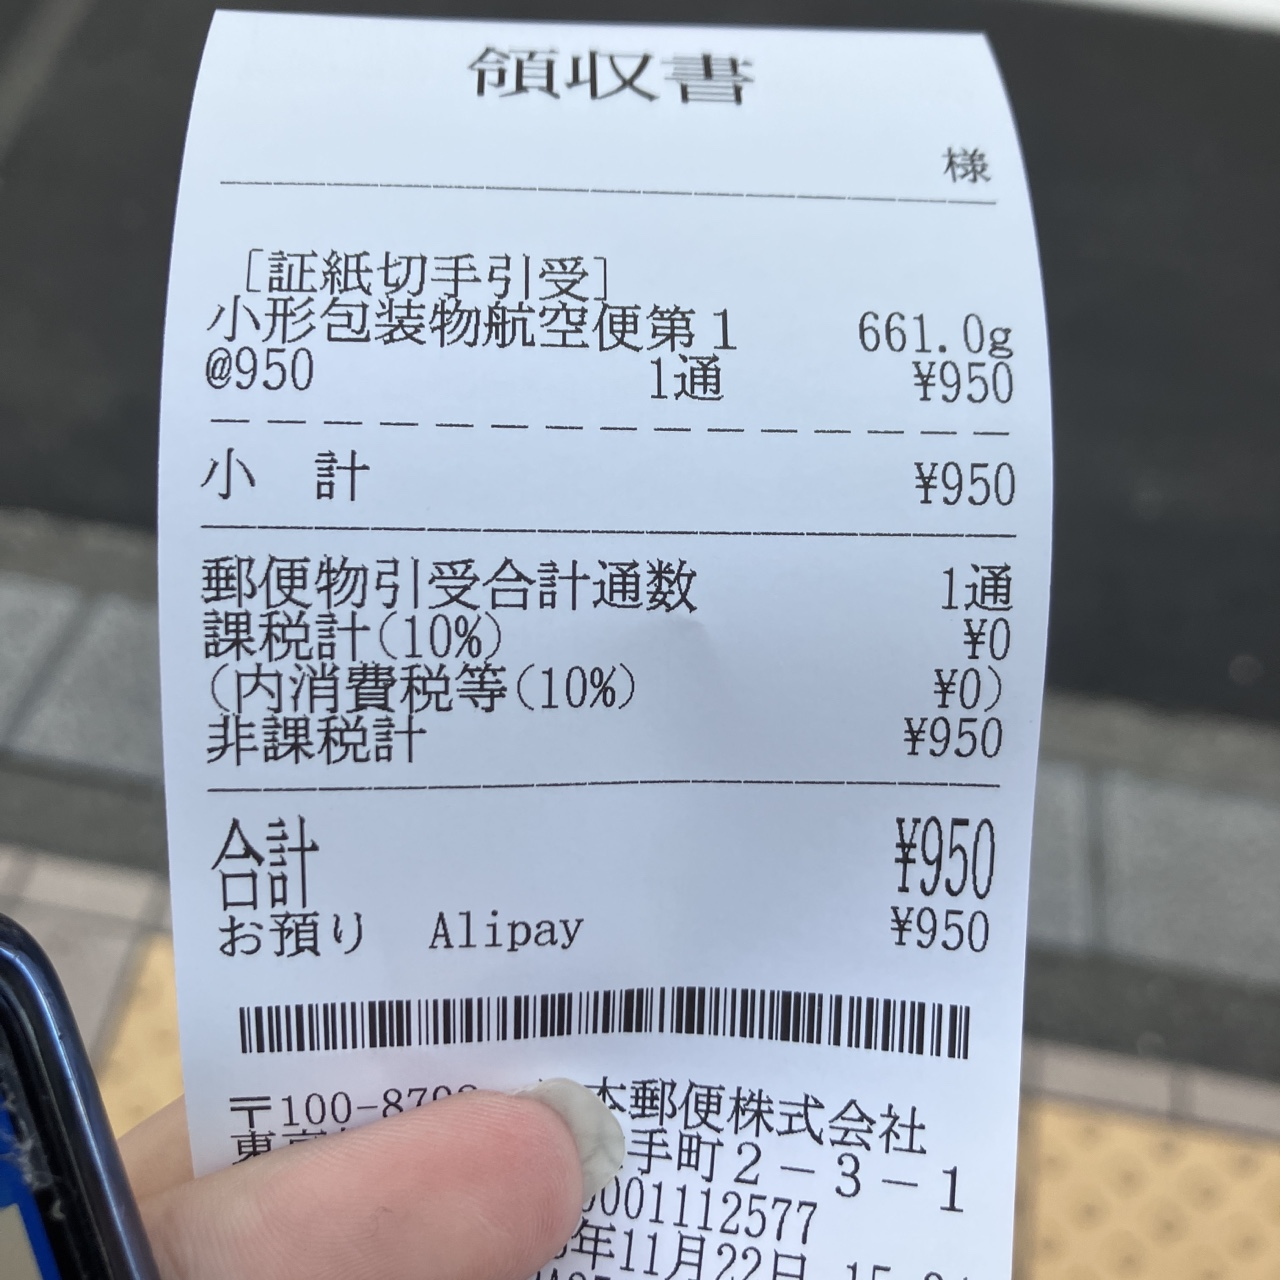 領収書
様
[証紙切手引受]
小形包装物航空便第1 661.0g
@950 1通 ¥950
小 計 ¥950
郵便物引受合計通数 1通
課税計(10%) ¥0
(内消費税等(10%) ¥0)
非課税計 ¥950
合計 ¥950
お預り Alipay ¥950
〒100-879 本郵便株式会社
東京 手町2-3-1
0001112577
年11月22日